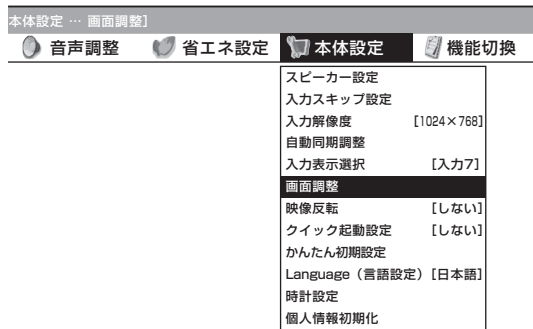 本体設定 … 画面調整]
音声調整 省エネ設定 本体設定 機能切換
スピーカー設定
入力スキップ設定
入力解像度 [1024×768]
自動同期調整
入力表示選択 [入力7]
画面調整
映像反転 [しない]
クイック起動設定 [しない]
かんたん初期設定
Language（言語設定）[日本語]
時計設定
個人情報初期化